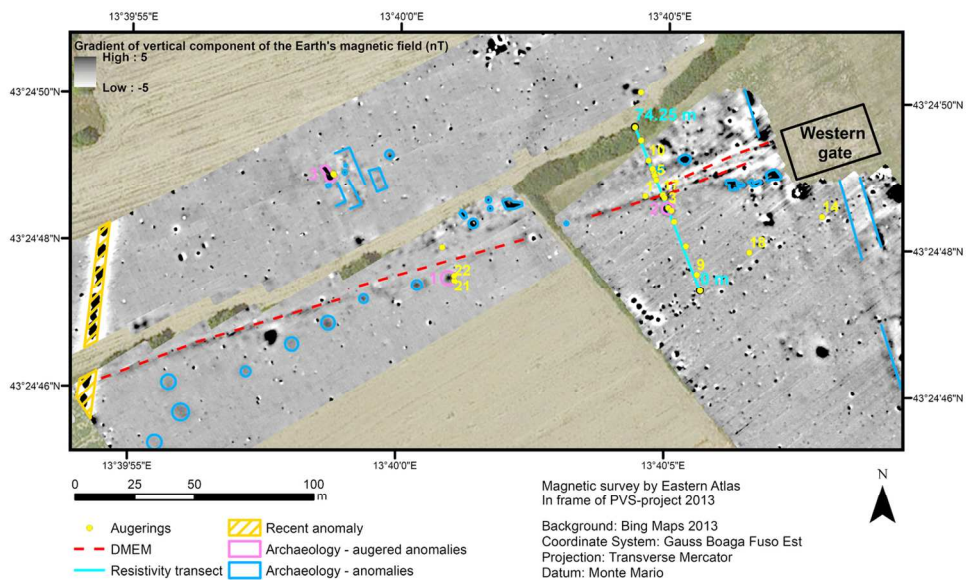 13°39'55"E 13°40'0"E 13°40'5"E
Gradient of vertical component of the Earth's magnetic field (nT)
High : 5
Low : -5
43°24'50"N
43°24'50"N
74.25 m
Western
gate
10
5
14
43°24'48"N
43°24'48"N
9
0 m
1
22
21
43°24'46"N
43°24'46"N
13°39'55"E 13°40'0"E 13°40'5"E
0 25 50 100
m
N
Augerings
DMEM
Resistivity transect
Recent anomaly
Archaeology - augered anomalies
Archaeology - anomalies
Magnetic survey by Eastern Atlas
In frame of PVS-project 2013
Background: Bing Maps 2013
Coordinate System: Gauss Boaga Fuso Est
Projection: Transverse Mercator
Datum: Monte Mario